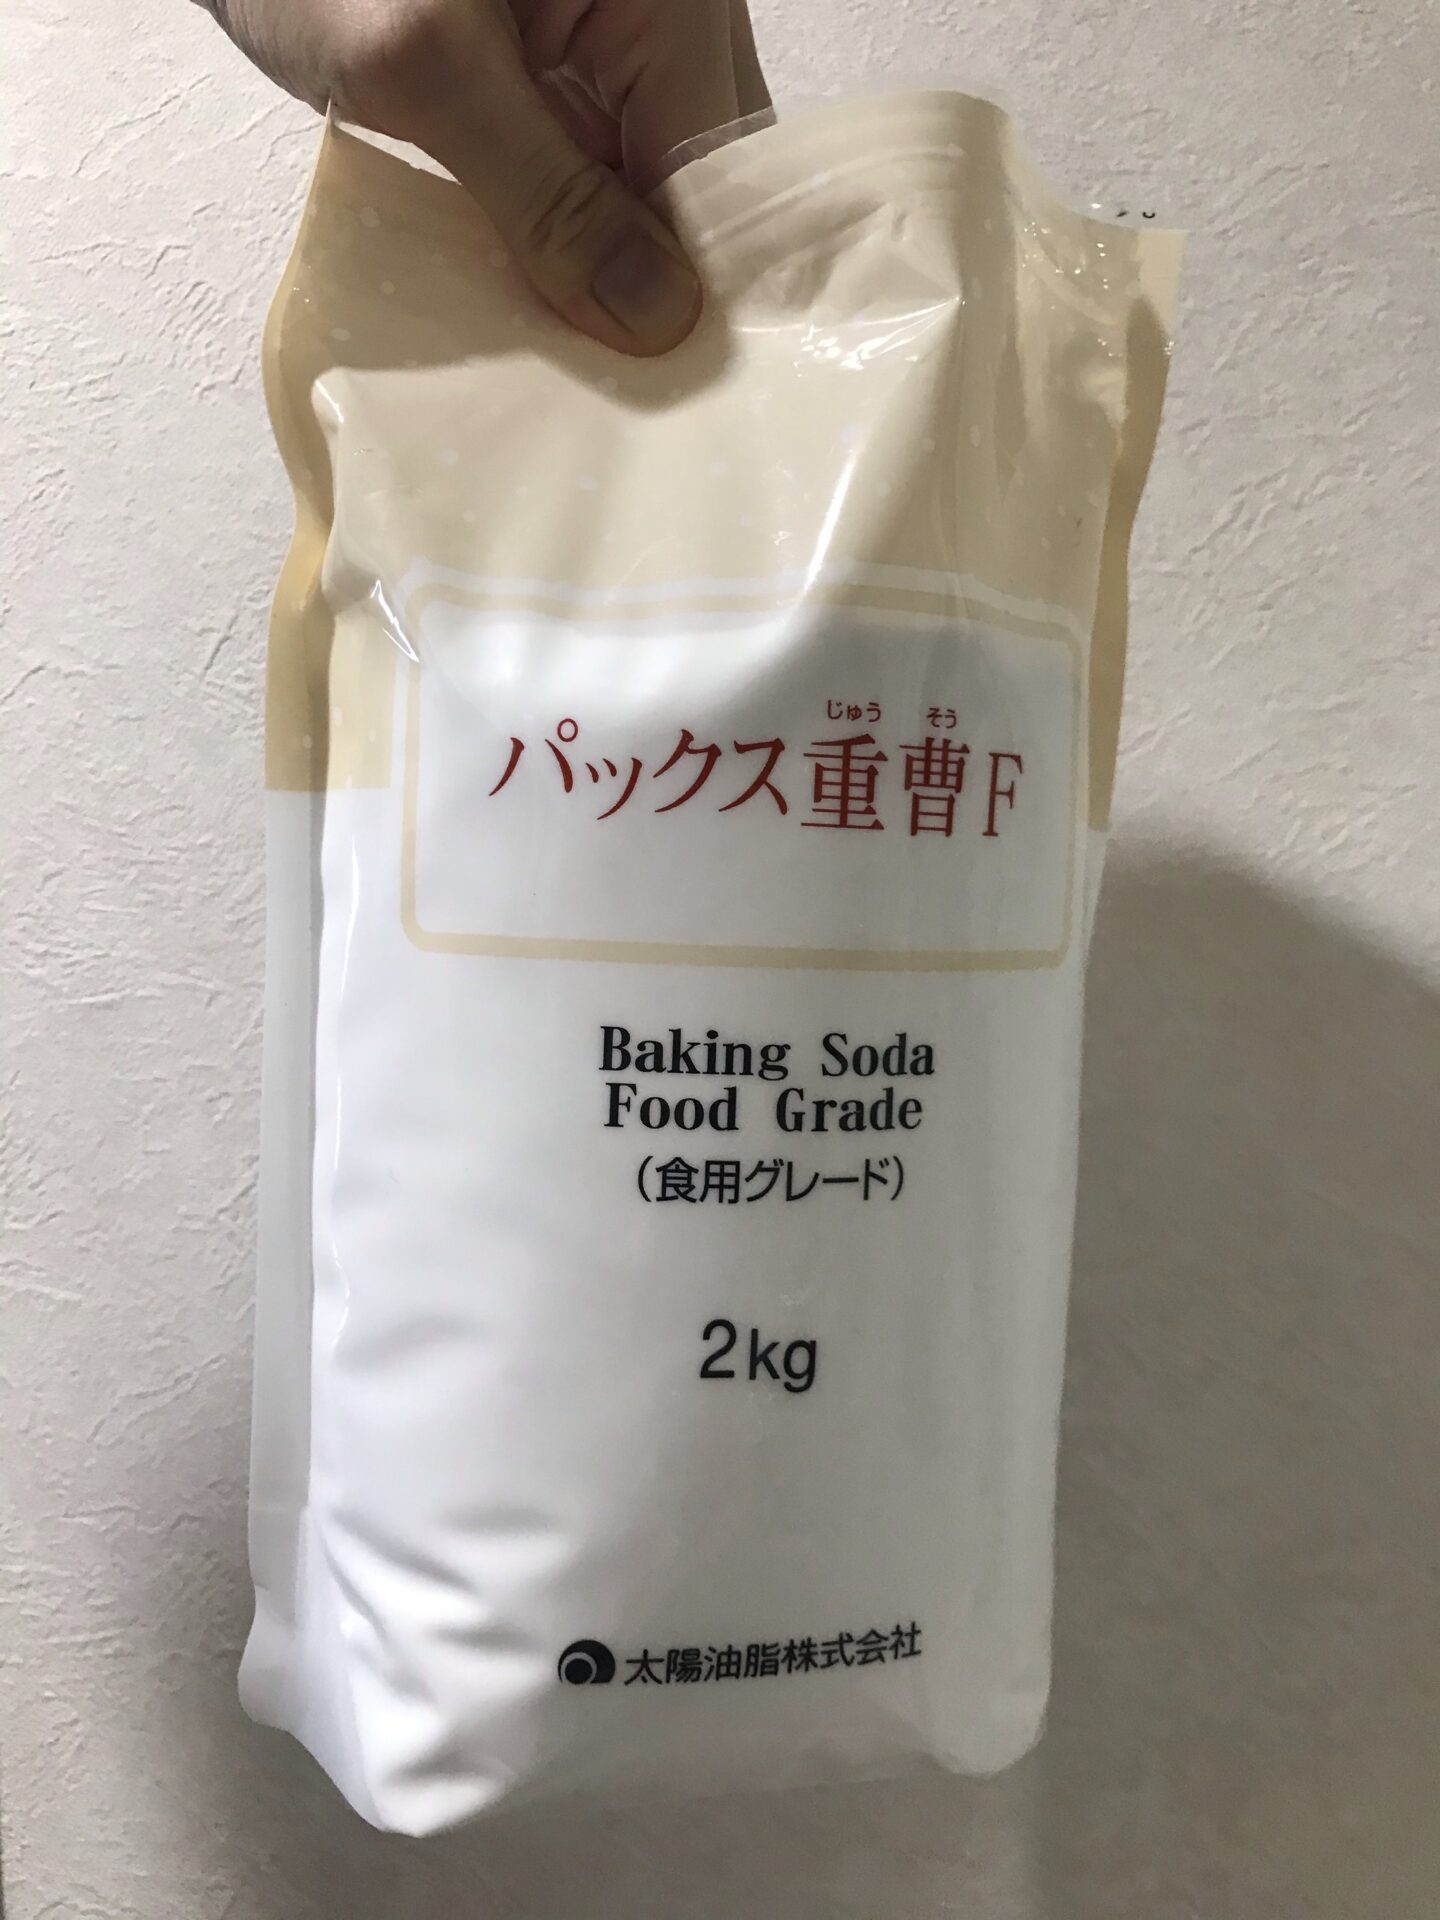 じゅう そう
パックス重曹F
Baking Soda
Food Grade
（食用グレード）
2kg
太陽油脂株式会社